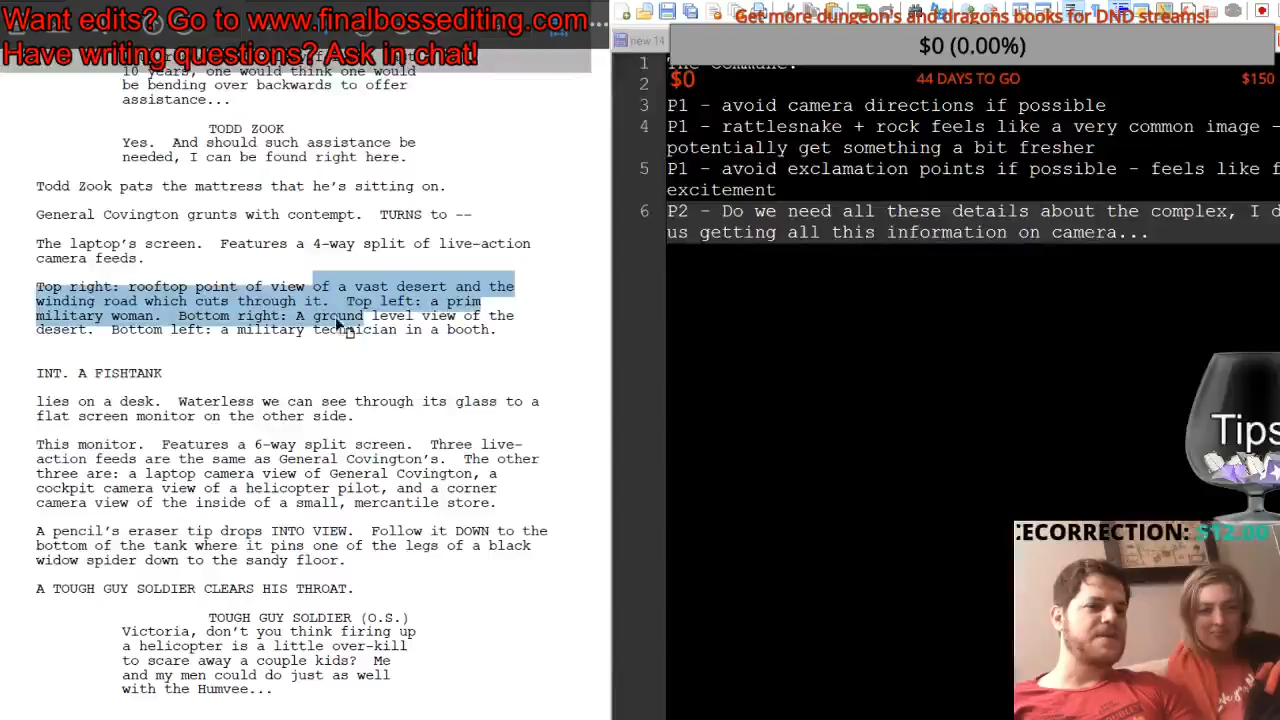 Want edits? Go to www.finalbossediting.com
Have writing questions? Ask in chat!
10 years, one would think one would
be bending over backwards to offer
assistance...
TODD ZOOK
Yes. And should such assistance be
needed, I can be found right here.
Todd Zook pats the mattress that he's sitting on.
General Covington grunts with contempt. TURNS to --
The laptop's screen. Features a 4-way split of live-action
camera feeds.
Top right: rooftop point of view of a vast desert and the
winding road which cuts through it. Top left: a prim
military woman. Bottom right: A ground level view of the
desert. Bottom left: a military technician in a booth.
INT. A FISHTANK
lies on a desk. Waterless we can see through its glass to a
flat screen monitor on the other side.
This monitor. Features a 6-way split screen. Three live-
action feeds are the same as General Covington's. The other
three are: a laptop camera view of General Covington, a
cockpit camera view of a helicopter pilot, and a corner
camera view of the inside of a small, mercantile store.
A pencil's eraser tip drops INTO VIEW. Follow it DOWN to the
bottom of the tank where it pins one of the legs of a black
widow spider down to the sandy floor.
A TOUGH GUY SOLDIER CLEARS HIS THROAT.
TOUGH GUY SOLDIER (O.S.)
Victoria, don't you think firing up
a helicopter is a little over-kill
to scare away a couple kids? Me
and my men could do just as well
with the Humvee...
Get more dungeon's and dragons books for DND streams!
new 14
$0 (0.00%)
$0 44 DAYS TO GO $150
1 The Commune:
2
3 P1 - avoid camera directions if possible
4 P1 - rattlesnake + rock feels like a very common image -
potentially get something a bit fresher
5 P1 - avoid exclamation points if possible - feels like f
excitement
6 P2 - Do we need all these details about the complex, I d
us getting all this information on camera...
Tips
ECORRECTION: $12.00